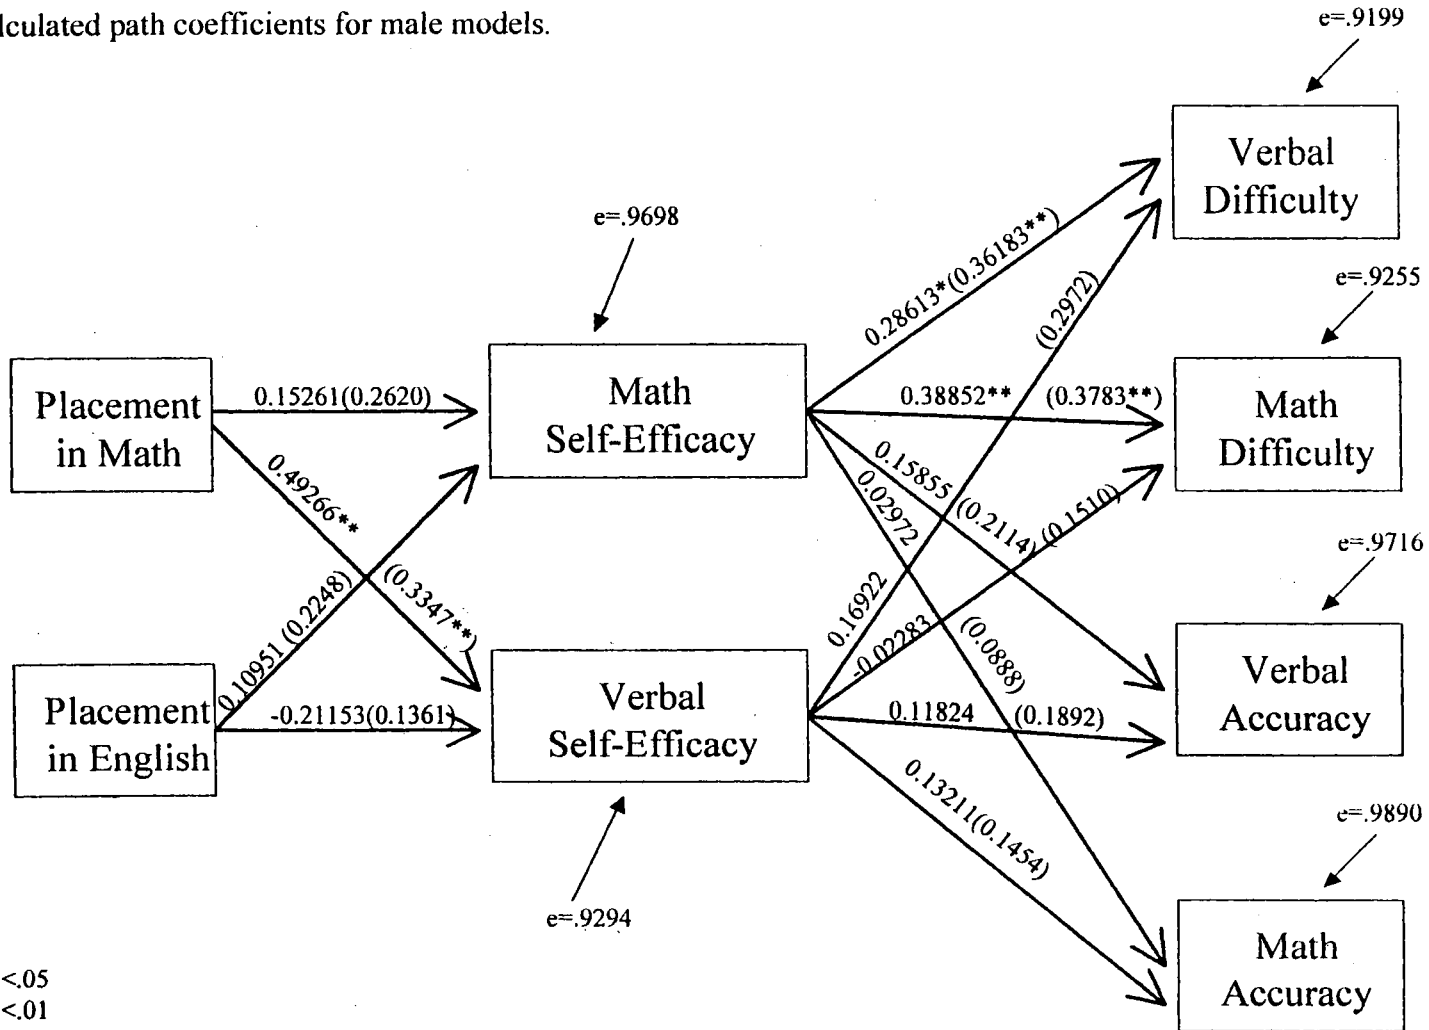 lculated path coefficients for male models.
e=.9199
Verbal
Difficulty
e=.9698
0.28613*(0.36183**)
(0.2972)
e=.9255
Placement
in Math
0.15261(0.2620)
Math
Self-Efficacy
0.38852**
(0.3783**)
Math
Difficulty
0.49266**
(0.3347**)
0.15855
(0.2114)
0.02972
(0.0888)
(0.1510)
e=.9716
0.10951 (0.2248)
0.16922
-0.02283
Placement
in English
-0.21153(0.1361)
Verbal
Self-Efficacy
0.11824
(0.1892)
Verbal
Accuracy
0.13211(0.1454)
e=.9890
e=.9294
Math
Accuracy
<.05
<.01